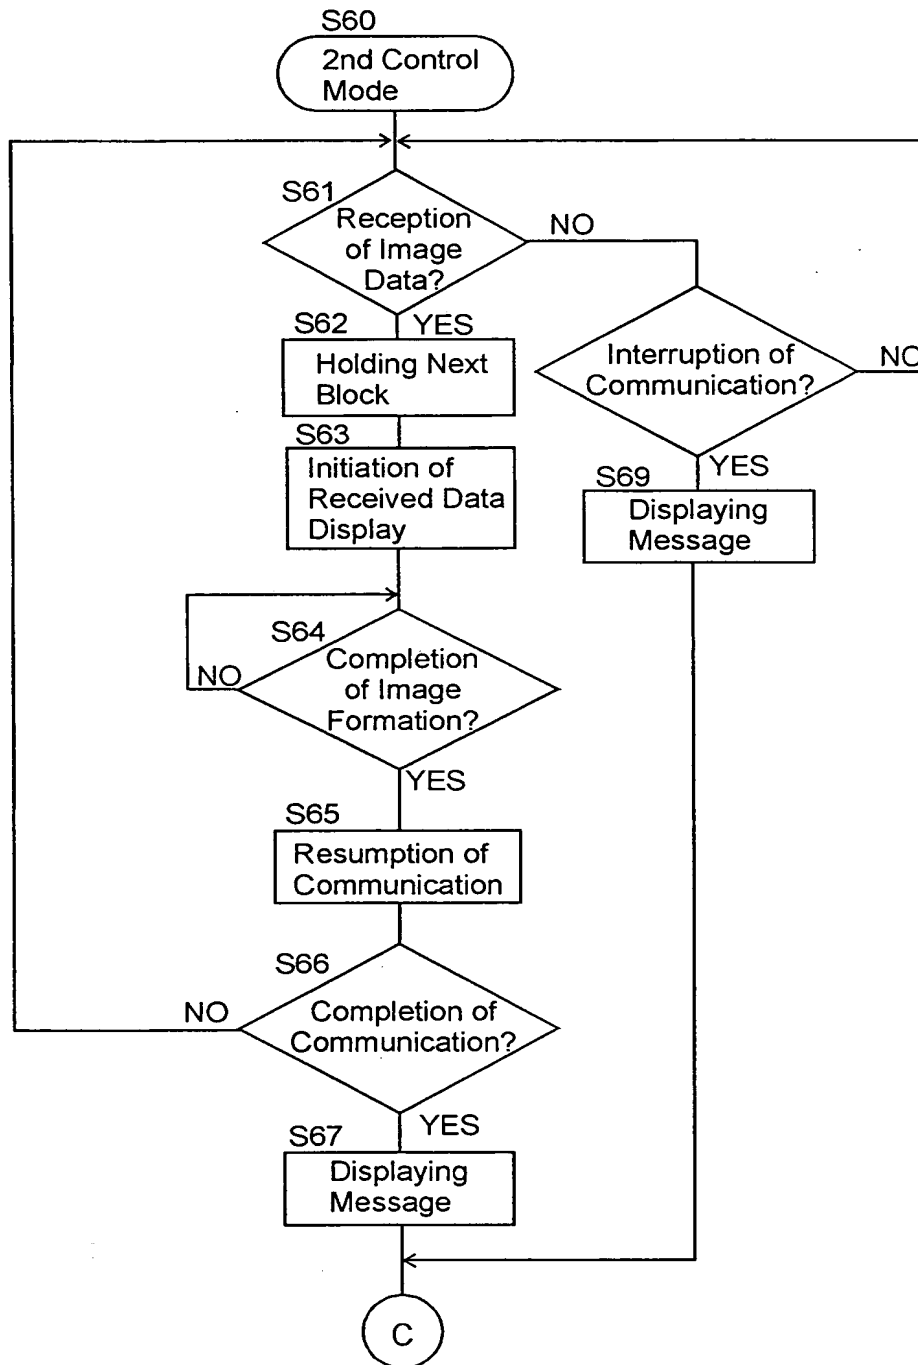 S60
2nd Control
Mode
S61
Reception
of Image
Data?
NO
S62
YES
Holding Next
Block
Interruption of
Communication?
NO
S63
Initiation of
Received Data
Display
YES
S69
Displaying
Message
S64
Completion
of Image
Formation?
NO
YES
S65
Resumption of
Communication
S66
Completion of
Communication?
NO
YES
S67
Displaying
Message
C